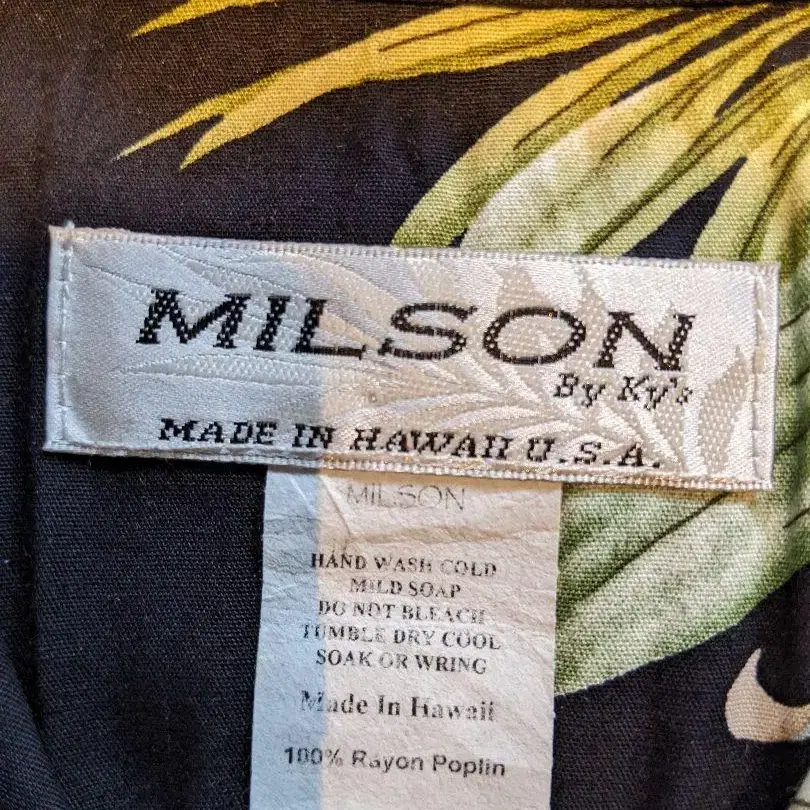 MILSON
By Ky's
MADE IN HAWAII U.S.A.
MILSON
HAND WASH COLD
MILD SOAP
DO NOT BLEACH
TUMBLE DRY COOL
SOAK OR WRING
Made In Hawaii
100% Rayon Poplin